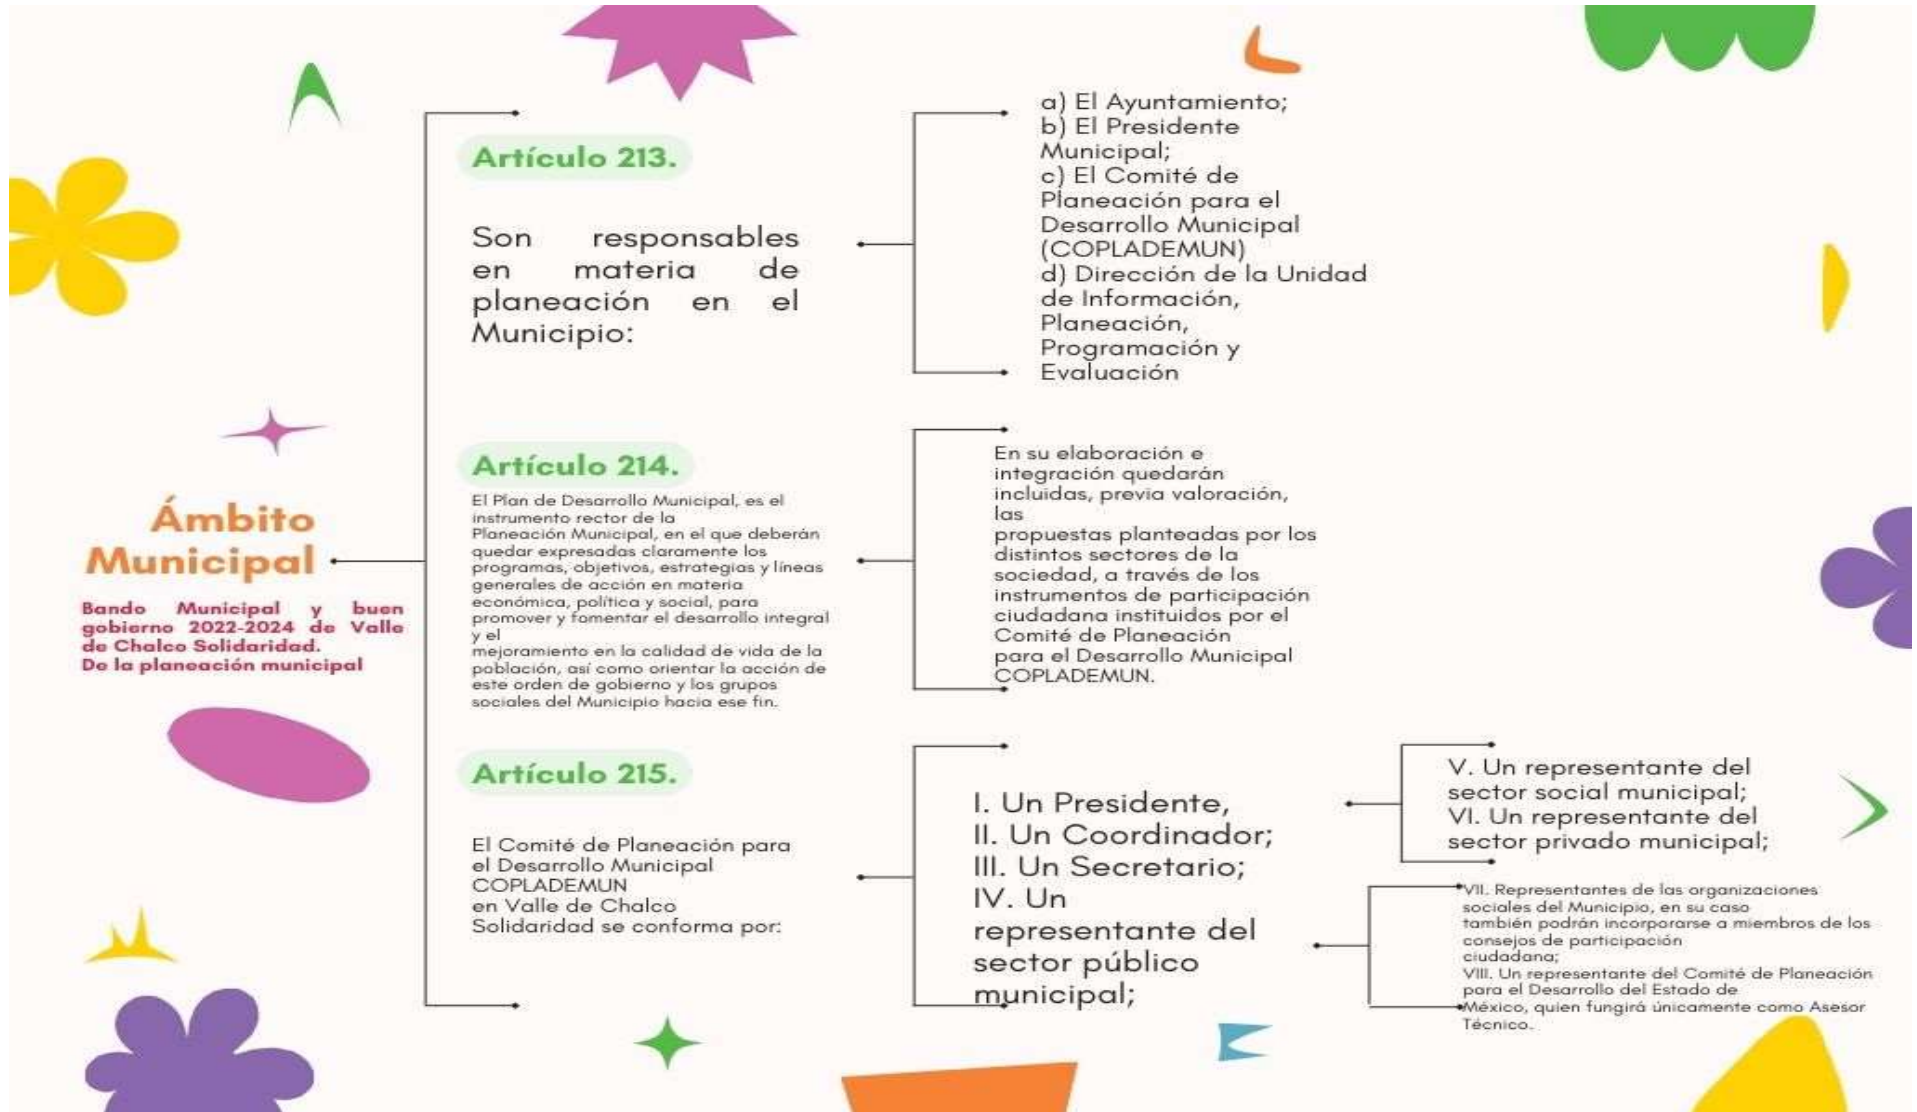 Ámbito
Municipal
Bando Municipal y buen
gobierno 2022-2024 de Valle
de Chalco Solidaridad.
De la planeación municipal
Artículo 213.
Son responsables
en materia de
planeación en el
Municipio:
a) El Ayuntamiento;
b) El Presidente
Municipal;
c) El Comité de
Planeación para el
Desarrollo Municipal
(COPLADEMUN)
d) Dirección de la Unidad
de Información,
Planeación,
Programación y
Evaluación
Artículo 214.
El Plan de Desarrollo Municipal, es el
instrumento rector de la
Planeación Municipal, en el que deberán
quedar expresadas claramente los
programas, objetivos, estrategias y líneas
generales de acción en materia
económica, política y social, para
promover y fomentar el desarrollo integral
y el
mejoramiento en la calidad de vida de la
población, así como orientar la acción de
este orden de gobierno y los grupos
sociales del Municipio hacia ese fin.
En su elaboración e
integración quedarán
incluidas, previa valoración,
las
propuestas planteadas por los
distintos sectores de la
sociedad, a través de los
instrumentos de participación
ciudadana instituidos por el
Comité de Planeación
para el Desarrollo Municipal
COPLADEMUN.
Artículo 215.
El Comité de Planeación para
el Desarrollo Municipal
COPLADEMUN
en Valle de Chalco
Solidaridad se conforma por:
I. Un Presidente,
II. Un Coordinador;
III. Un Secretario;
IV. Un
representante del
sector público
municipal;
V. Un representante del
sector social municipal;
VI. Un representante del
sector privado municipal;
VII. Representantes de las organizaciones
sociales del Municipio, en su caso
también podrán incorporarse a miembros de los
consejos de participación
ciudadana;
VIII. Un representante del Comité de Planeación
para el Desarrollo del Estado de
México, quien fungirá únicamente como Asesor
Técnico.